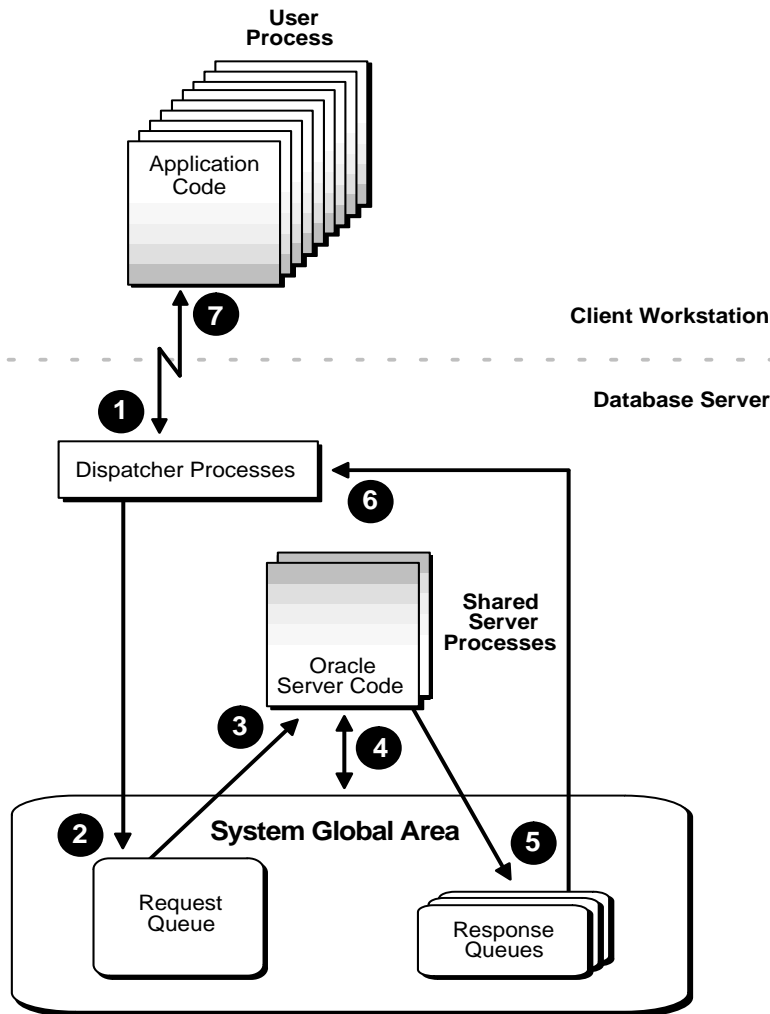 User
Process
Application
Code
7
Client Workstation
Database Server
1
Dispatcher Processes
6
Shared
Server
Processes
Oracle
Server Code
3
4
2
System Global Area
5
Request
Queue
Response
Queues